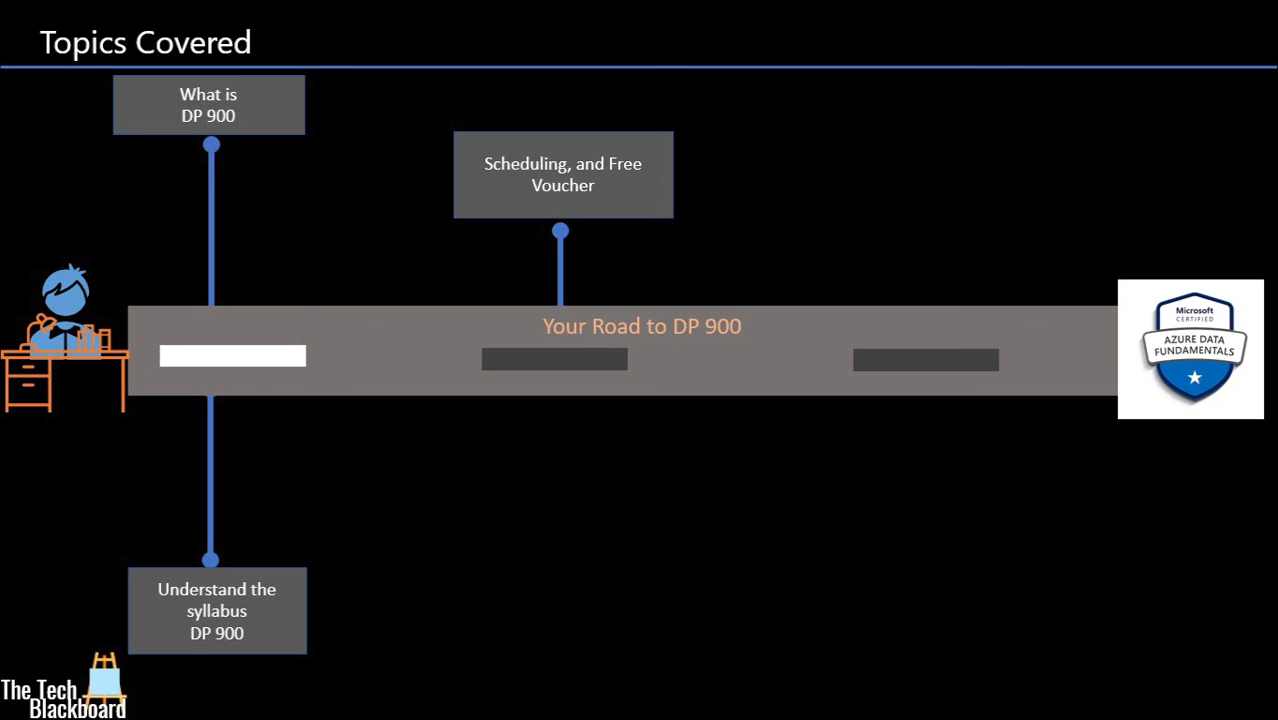 Topics Covered
What is
DP 900
Scheduling, and Free
Voucher
Your Road to DP 900
Microsoft
CERTIFIED
AZURE DATA
FUNDAMENTALS
Understand the
syllabus
DP 900
The Tech
Blackboard